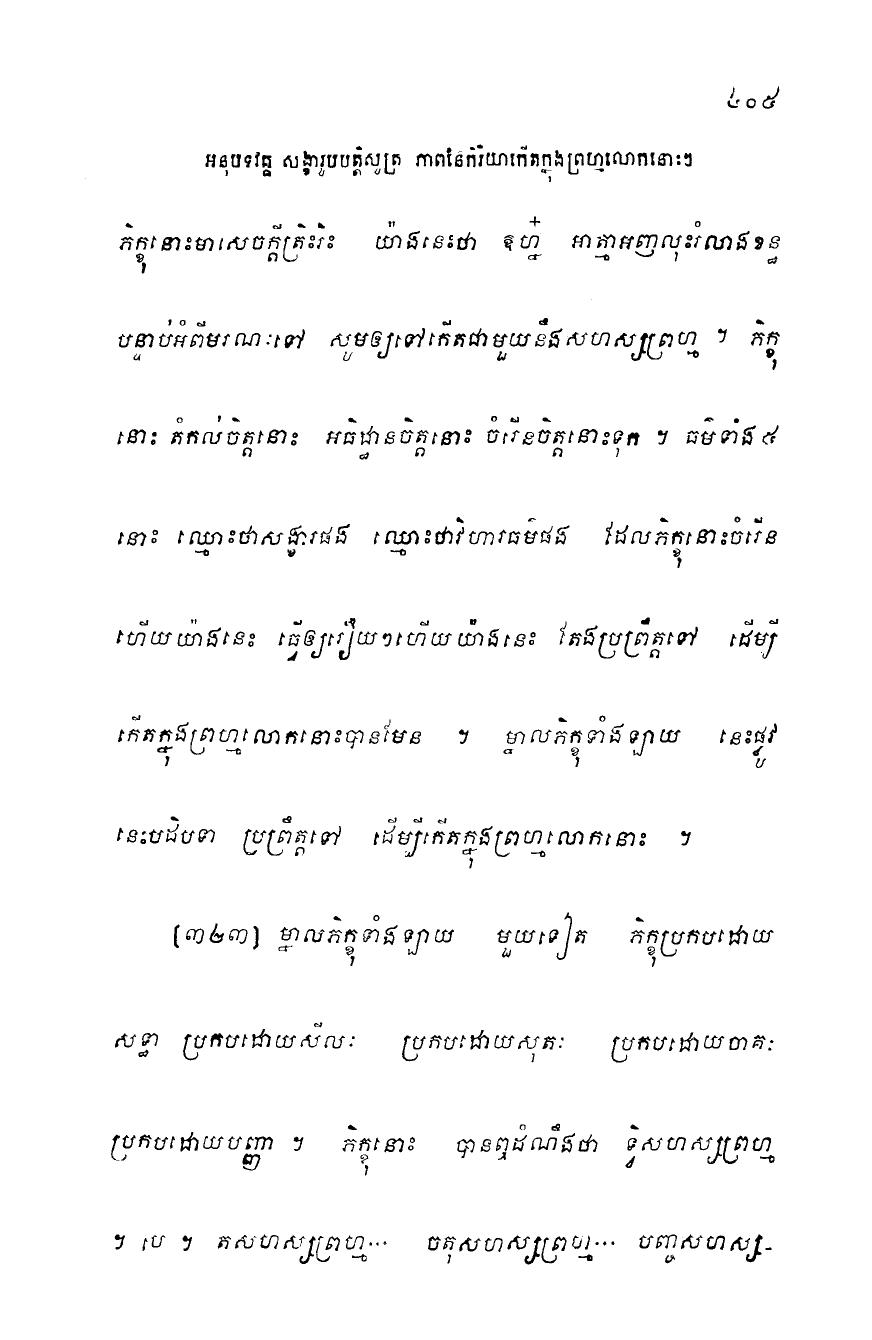 ៤០៥
អនុបទវគ្គ សង្ខារូបបត្តិសូត្រ ភាពនៃកិរិយាកើតក្នុងព្រហ្មលោកនោះៗ
ភិក្ខុនោះមានសេចក្តីត្រិះរិះ យ៉ាងនេះថា ឱហ្ន៎ អាត្មាអញលុះរំលាងខន្ធ
បន្ទាប់អំពីមរណៈទៅ សូមឲ្យទៅកើតជាមួយនឹងសហស្សព្រហ្ម ។ ភិក្ខុ
នោះ តំកល់ចិត្តនោះ អធិដ្ឋានចិត្តនោះ ចំរើនចិត្តនោះទុក ។ ធម៌ទាំង៥
នោះ ឈ្មោះថាសង្ខារផង ឈ្មោះថាវិហារធម៌ផង ដែលភិក្ខុនោះចំរើន
ហើយយ៉ាងនេះ ធ្វើឲ្យរឿយៗហើយយ៉ាងនេះ តែងប្រព្រឹត្តទៅ ដើម្បី
កើតក្នុងព្រហ្មលោកនោះបានមែន ។ ម្នាលភិក្ខុទាំងឡាយ នេះផ្លូវ
នេះបដិបទា ប្រព្រឹត្តទៅ ដើម្បីកើតក្នុងព្រហ្មលោកនោះ ។
(៣២៣) ម្នាលភិក្ខុទាំងឡាយ មួយទៀត ភិក្ខុប្រកបដោយ
សទ្ធា ប្រកបដោយសីលៈ ប្រកបដោយសុតៈ ប្រកបដោយចាគៈ
ប្រកបដោយបញ្ញា ។ ភិក្ខុនោះ បានឮដំណឹងថា ទ្វិសហស្សព្រហ្ម
។ បេ ។ តិសហស្សព្រហ្ម... ចតុសហស្សព្រហ្ម... បញ្ចសហស្ស-